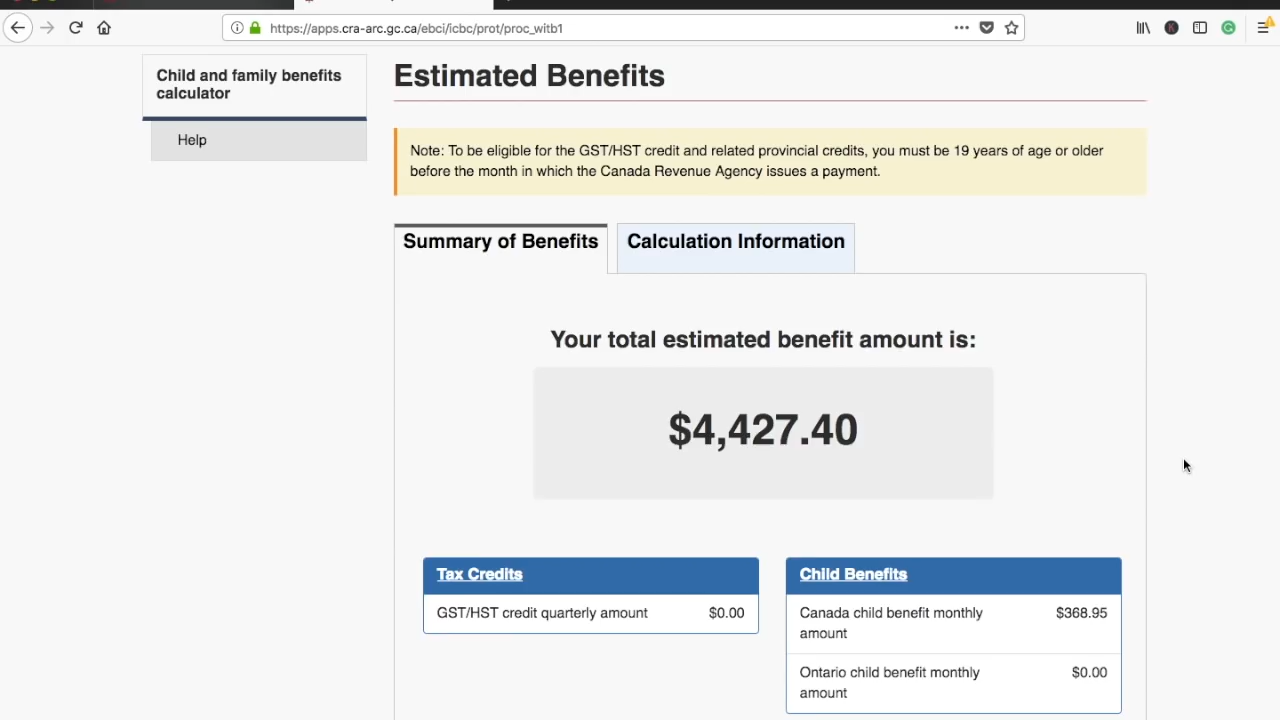 https://apps.cra-arc.gc.ca/ebci/icbc/prot/proc_witb1
Child and family benefits
calculator
Help
Estimated Benefits
Note: To be eligible for the GST/HST credit and related provincial credits, you must be 19 years of age or older
before the month in which the Canada Revenue Agency issues a payment.
Summary of Benefits
Calculation Information
Your total estimated benefit amount is:
$4,427.40
Tax Credits
GST/HST credit quarterly amount $0.00
Child Benefits
Canada child benefit monthly $368.95
amount
Ontario child benefit monthly $0.00
amount